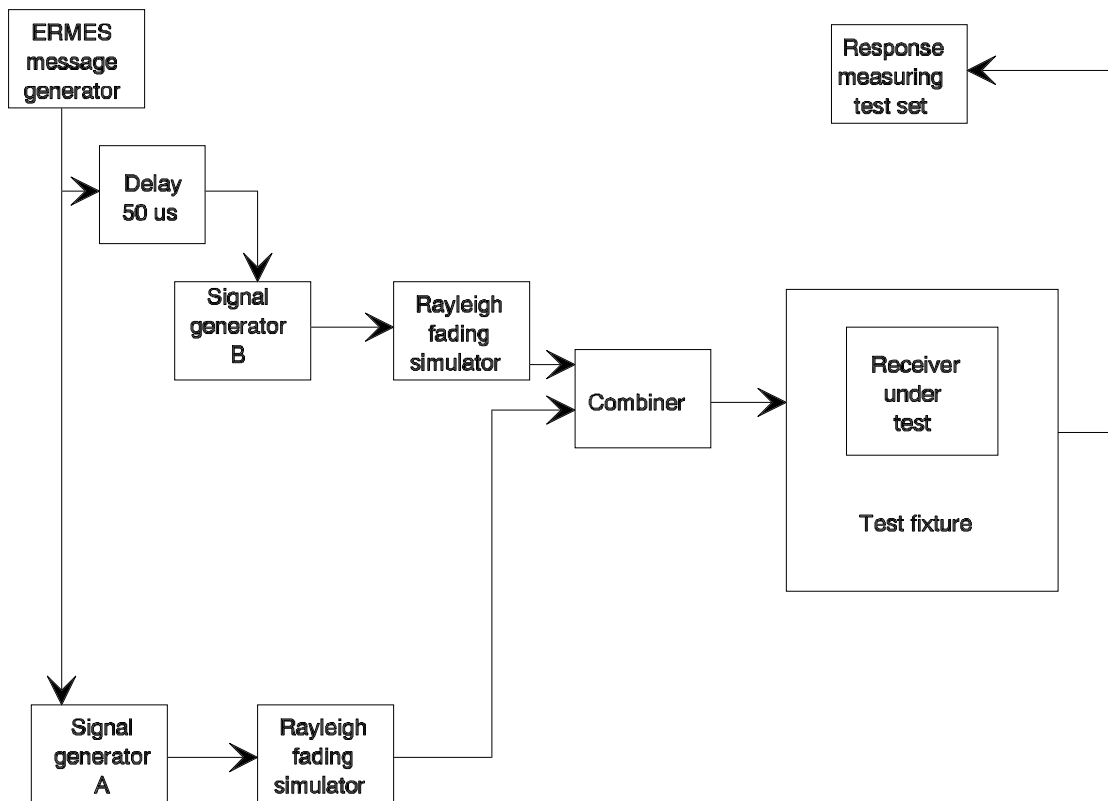 ERMES
message
generator
Response
measuring
test set
Delay
50 us
Signal
generator
B
Rayleigh
fading
simulator
Combiner
Receiver
under
test
Test fixture
Signal
generator
A
Rayleigh
fading
simulator